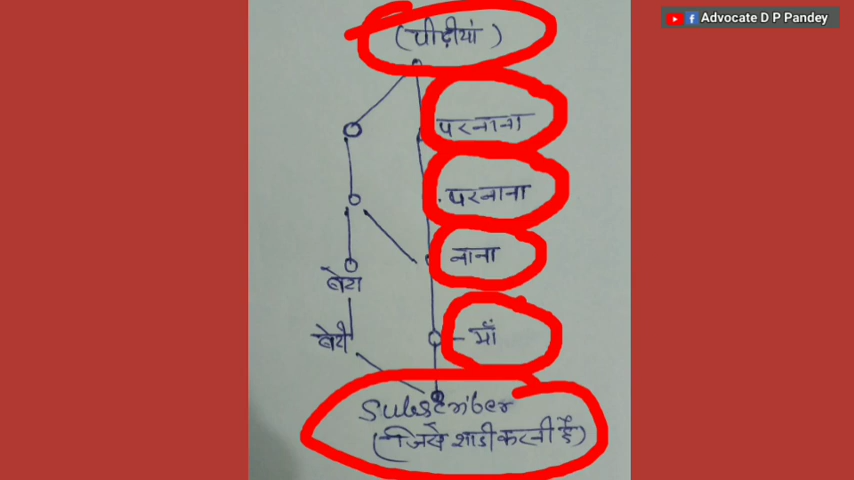 Advocate D P Pandey
(पीढ़ीयां)
परनाना
परनाना
नाना
बेटा
माँ
बेटी
Subscriber
(जिसे शादी करनी है)